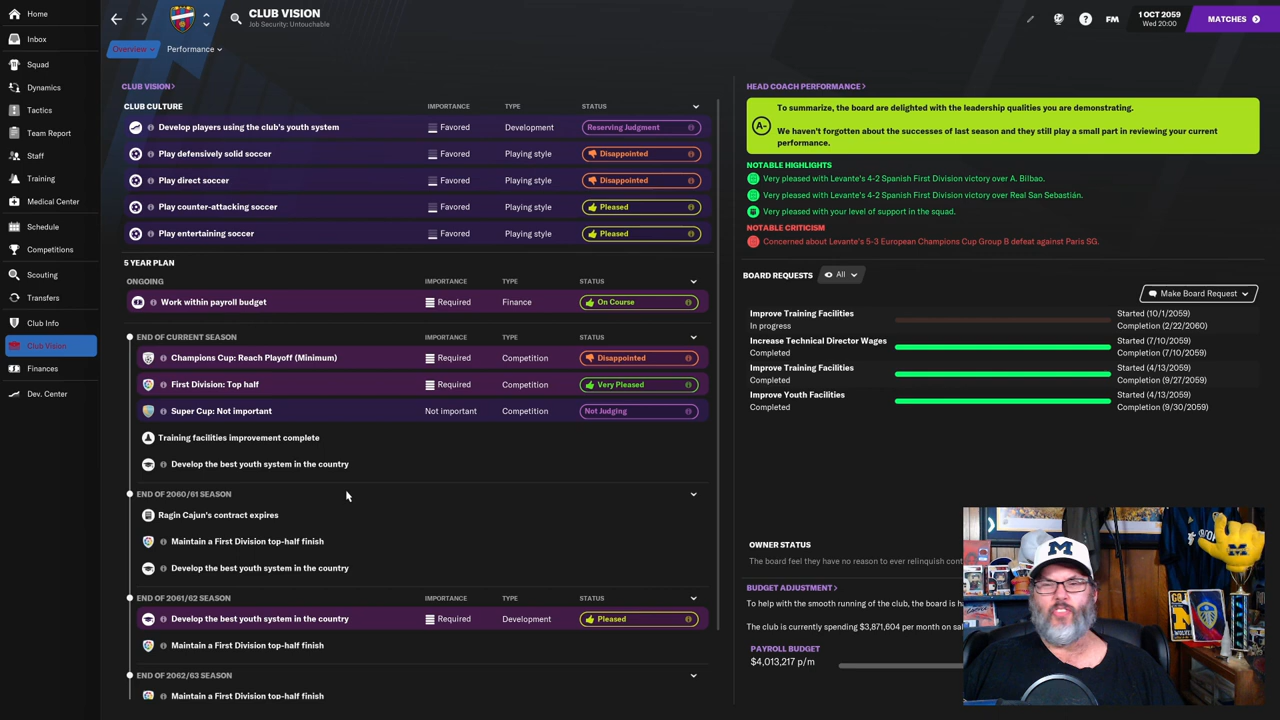 Home
Inbox
Squad
Dynamics
Tactics
Team Report
Staff
Training
Medical Center
Schedule
Competitions
Scouting
Transfers
Club Info
Club Vision
Finances
Dev. Center
CLUB VISION
Job Security: Untouchable
FM
1 OCT 2059
Wed 20:00
MATCHES
Overview
Performance
CLUB VISION
CLUB CULTURE IMPORTANCE TYPE STATUS
Develop players using the club's youth system Favored Development Reserving Judgment
Play defensively solid soccer Favored Playing style Disappointed
Play direct soccer Favored Playing style Disappointed
Play counter-attacking soccer Favored Playing style Pleased
Play entertaining soccer Favored Playing style Pleased
5 YEAR PLAN
ONGOING IMPORTANCE TYPE STATUS
Work within payroll budget Required Finance On Course
END OF CURRENT SEASON IMPORTANCE TYPE STATUS
Champions Cup: Reach Playoff (Minimum) Required Competition Disappointed
First Division: Top half Required Competition Very Pleased
Super Cup: Not important Not important Competition Not Judging
Training facilities improvement complete
Develop the best youth system in the country
END OF 2060/61 SEASON
Ragin Cajun's contract expires
Maintain a First Division top-half finish
Develop the best youth system in the country
END OF 2061/62 SEASON IMPORTANCE TYPE STATUS
Develop the best youth system in the country Required Development Pleased
Maintain a First Division top-half finish
END OF 2062/63 SEASON
Maintain a First Division top-half finish
HEAD COACH PERFORMANCE
A-
To summarize, the board are delighted with the leadership qualities you are demonstrating.
We haven't forgotten about the successes of last season and they still play a small part in reviewing your current
performance.
NOTABLE HIGHLIGHTS
Very pleased with Levante's 4-2 Spanish First Division victory over A. Bilbao.
Very pleased with Levante's 4-2 Spanish First Division victory over Real San Sebastián.
Very pleased with your level of support in the squad.
NOTABLE CRITICISM
Concerned about Levante's 5-3 European Champions Cup Group B defeat against Paris SG.
BOARD REQUESTS All
Make Board Request
Improve Training Facilities Started (10/1/2059)
In progress Completion (2/22/2060)
Increase Technical Director Wages Started (7/10/2059)
Completed Completion (7/10/2059)
Improve Training Facilities Started (4/13/2059)
Completed Completion (9/27/2059)
Improve Youth Facilities Started (4/13/2059)
Completed Completion (9/30/2059)
OWNER STATUS
The board feel they have no reason to ever relinquish cont
BUDGET ADJUSTMENT
To help with the smooth running of the club, the board is ha
The club is currently spending $3,871,604 per month on sal
PAYROLL BUDGET
$4,013,217 p/m
M
M